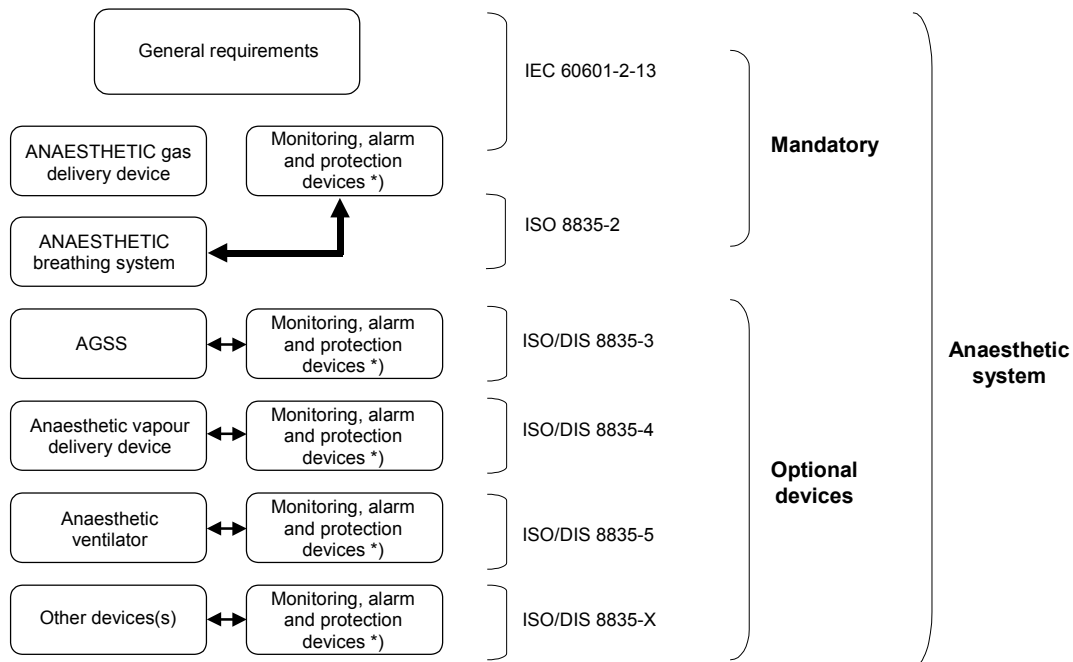 General requirements
IEC 60601-2-13
ANAESTHETIC gas
delivery device
Monitoring, alarm
and protection
devices *)
Mandatory
ANAESTHETIC
breathing system
ISO 8835-2
AGSS
Monitoring, alarm
and protection
devices *)
ISO/DIS 8835-3
Anaesthetic
system
Anaesthetic vapour
delivery device
Monitoring, alarm
and protection
devices *)
ISO/DIS 8835-4
Optional
devices
Anaesthetic
ventilator
Monitoring, alarm
and protection
devices *)
ISO/DIS 8835-5
Other devices(s)
Monitoring, alarm
and protection
devices *)
ISO/DIS 8835-X